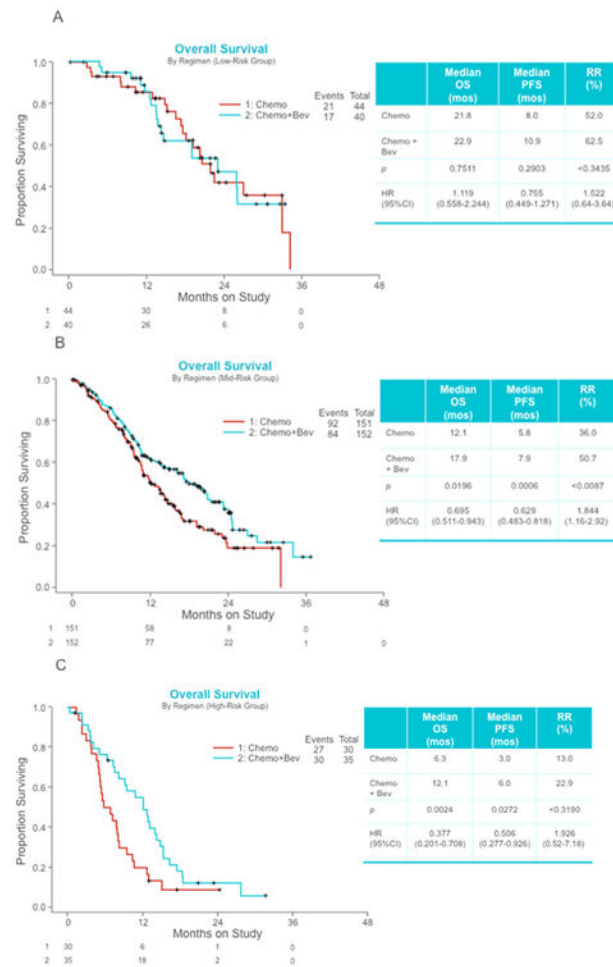 A
Overall Survival
By Regimen (Low-Risk Group)
Events Total
1: Chemo 21 44
2: Chemo+Bev 17 40
Proportion Surviving
1.0
0.8
0.6
0.4
0.2
0.0
0 12 24 36 48
Months on Study
1 44 30 8 0
2 40 26 6 0
Median OS (mos) Median PFS (mos) RR (%)
Chemo 21.8 8.0 52.0
Chemo + Bev 22.9 10.9 62.5
p 0.7511 0.2903 <0.3435
HR (95%CI) 1.119 (0.558-2.244) 0.755 (0.449-1.271) 1.522 (0.64-3.64)
B
Overall Survival
By Regimen (Mid-Risk Group)
Events Total
1: Chemo 92 151
2: Chemo+Bev 84 152
Proportion Surviving
1.0
0.8
0.6
0.4
0.2
0.0
0 12 24 36 48
Months on Study
1 151 58 8 0
2 152 77 22 1 0
Median OS (mos) Median PFS (mos) RR (%)
Chemo 12.1 5.8 36.0
Chemo + Bev 17.9 7.9 50.7
p 0.0196 0.0006 <0.0087
HR (95%CI) 0.695 (0.511-0.943) 0.629 (0.483-0.818) 1.844 (1.16-2.92)
C
Overall Survival
By Regimen (High-Risk Group)
Events Total
1: Chemo 27 30
2: Chemo+Bev 30 35
Proportion Surviving
1.0
0.8
0.6
0.4
0.2
0.0
0 12 24 36 48
Months on Study
1 30 6 1 0
2 35 18 2 0
Median OS (mos) Median PFS (mos) RR (%)
Chemo 6.3 3.0 13.0
Chemo + Bev 12.1 6.0 22.9
p 0.0024 0.0272 <0.3190
HR (95%CI) 0.377 (0.201-0.708) 0.506 (0.277-0.926) 1.926 (0.52-7.18)